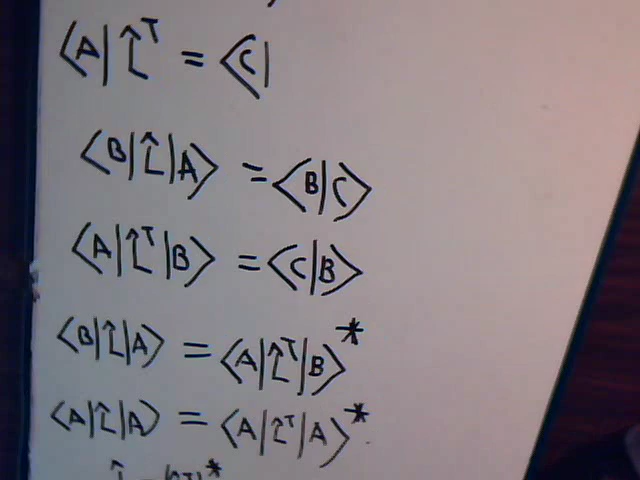 ⟨A|L̂ᵀ = ⟨C|
⟨B|L̂|A⟩ = ⟨B|C⟩
⟨A|L̂ᵀ|B⟩ = ⟨C|B⟩
⟨B|L̂|A⟩ = ⟨A|L̂ᵀ|B⟩*
⟨A|L̂|A⟩ = ⟨A|L̂ᵀ|A⟩*